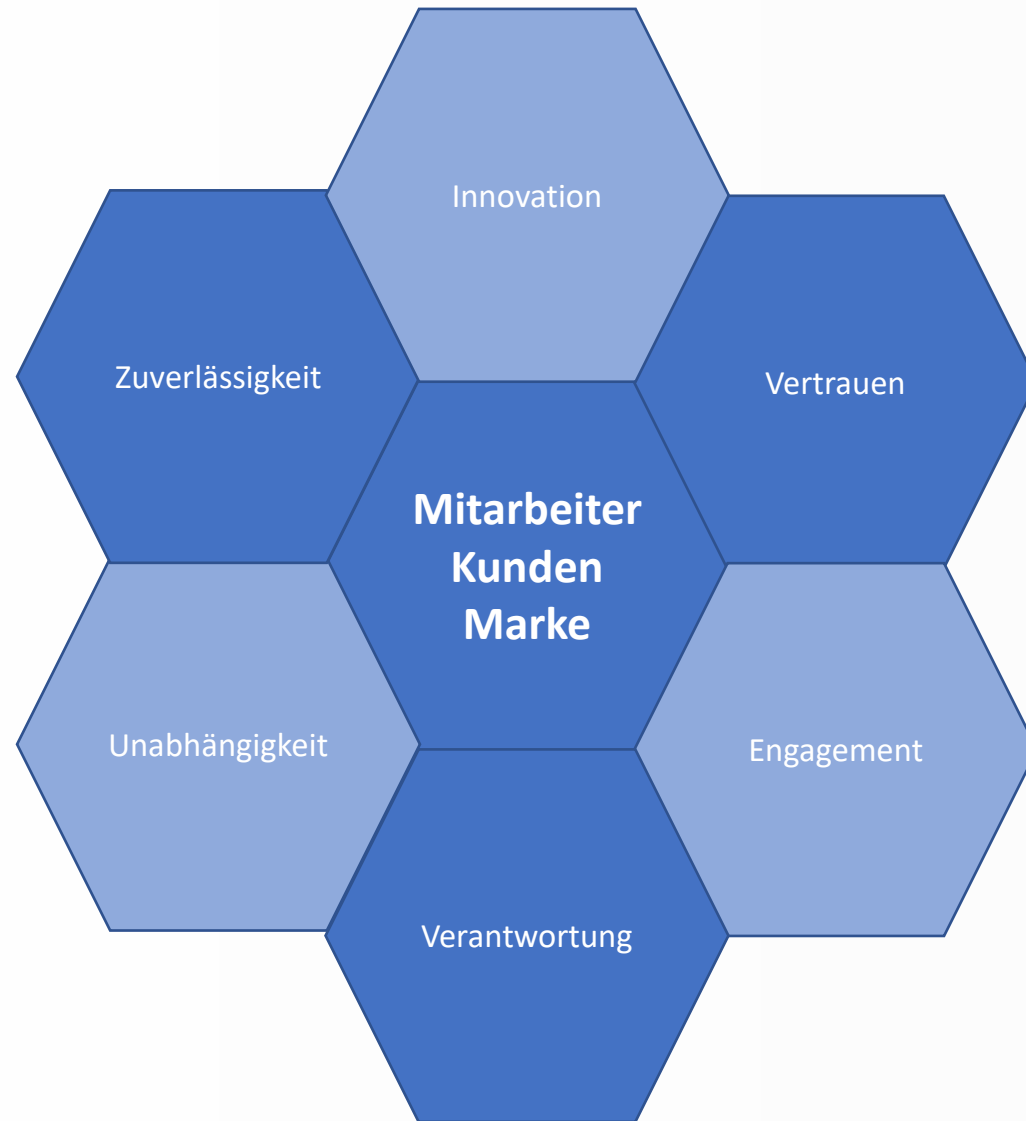 Innovation
Zuverlässigkeit
Vertrauen
Mitarbeiter
Kunden
Marke
Unabhängigkeit
Engagement
Verantwortung